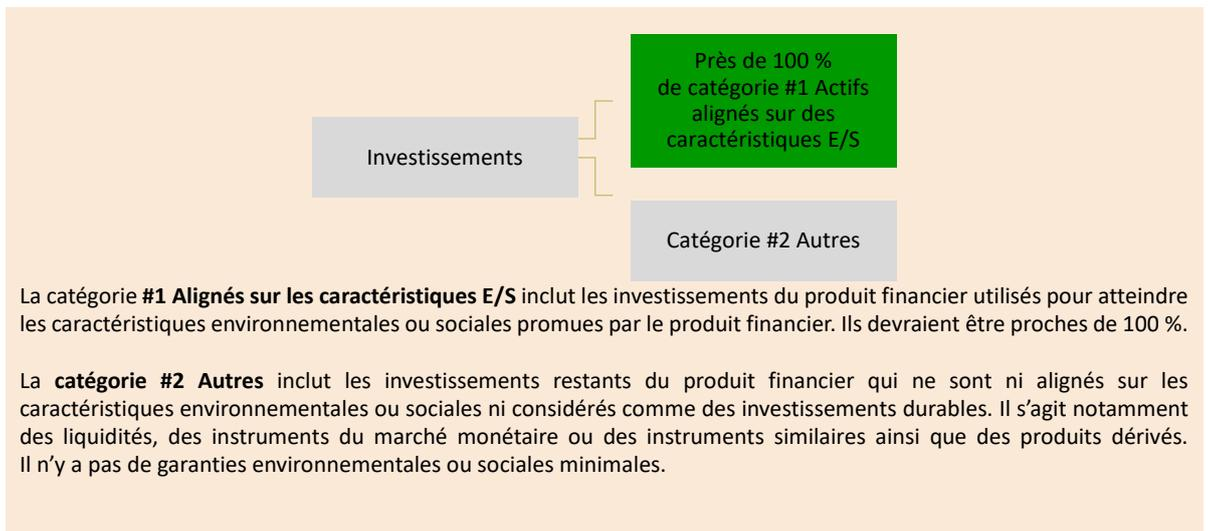 Près de 100 %
de catégorie #1 Actifs
alignés sur des
caractéristiques E/S
Investissements
Catégorie #2 Autres
La catégorie #1 Alignés sur les caractéristiques E/S inclut les investissements du produit financier utilisés pour atteindre
les caractéristiques environnementales ou sociales promues par le produit financier. Ils devraient être proches de 100 %.
La catégorie #2 Autres inclut les investissements restants du produit financier qui ne sont ni alignés sur les
caractéristiques environnementales ou sociales ni considérés comme des investissements durables. Il s’agit notamment
des liquidités, des instruments du marché monétaire ou des instruments similaires ainsi que des produits dérivés.
Il n’y a pas de garanties environnementales ou sociales minimales.